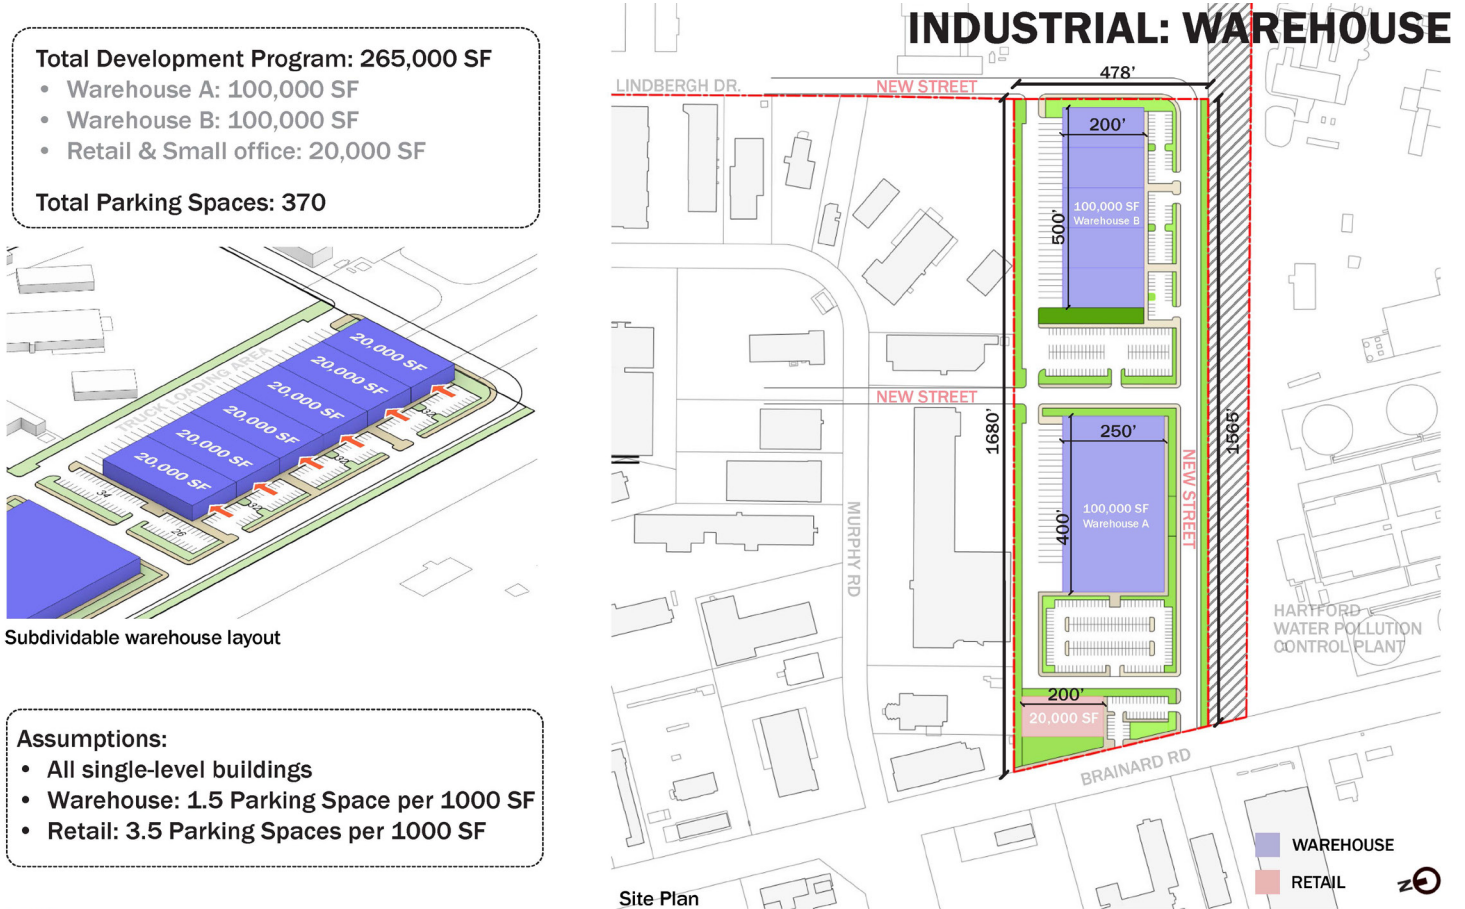 INDUSTRIAL: WAREHOUSE
Total Development Program: 265,000 SF
• Warehouse A: 100,000 SF
• Warehouse B: 100,000 SF
• Retail & Small office: 20,000 SF
Total Parking Spaces: 370
TRUCK LOADING AREA
20,000 SF
20,000 SF
20,000 SF
20,000 SF
20,000 SF
20,000 SF
32
32
32
34
26
Subdividable warehouse layout
Assumptions:
• All single-level buildings
• Warehouse: 1.5 Parking Space per 1000 SF
• Retail: 3.5 Parking Spaces per 1000 SF
LINDBERGH DR.
NEW STREET
478'
200'
500'
100,000 SF
Warehouse B
NEW STREET
1680'
1565'
250'
400'
100,000 SF
Warehouse A
NEW STREET
MURPHY RD
HARTFORD
WATER POLLUTION
CONTROL PLANT
200'
20,000 SF
BRAINARD RD
WAREHOUSE
RETAIL
N
Site Plan